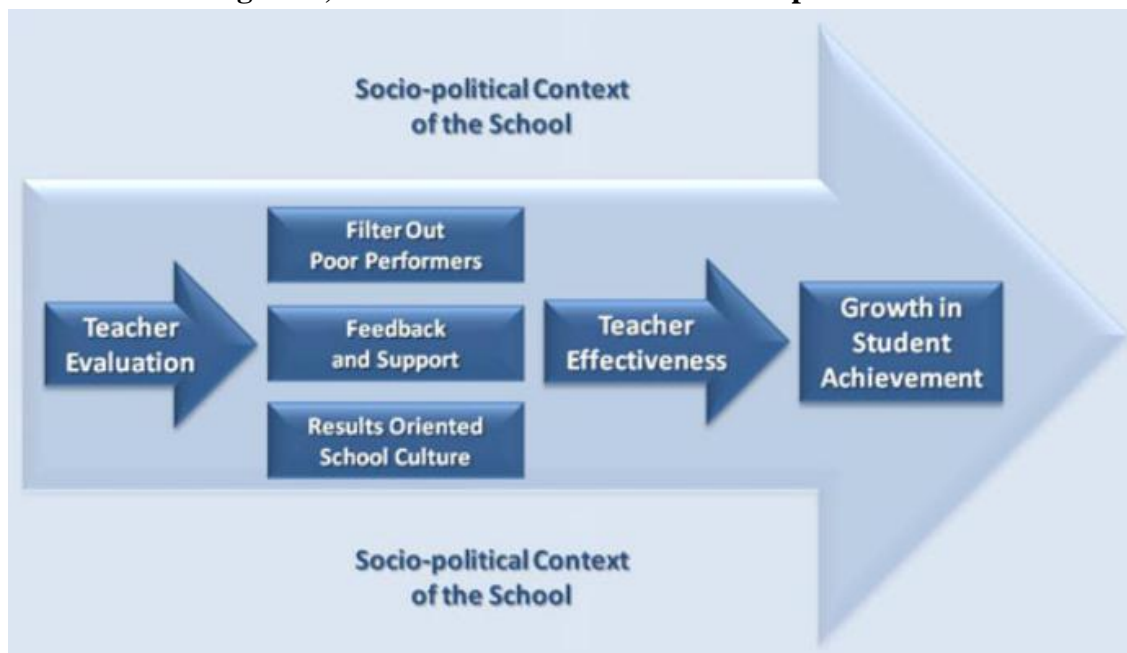 Socio-political Context
of the School
Teacher
Evaluation
Filter Out
Poor Performers
Feedback
and Support
Results Oriented
School Culture
Teacher
Effectiveness
Growth in
Student
Achievement
Socio-political Context
of the School